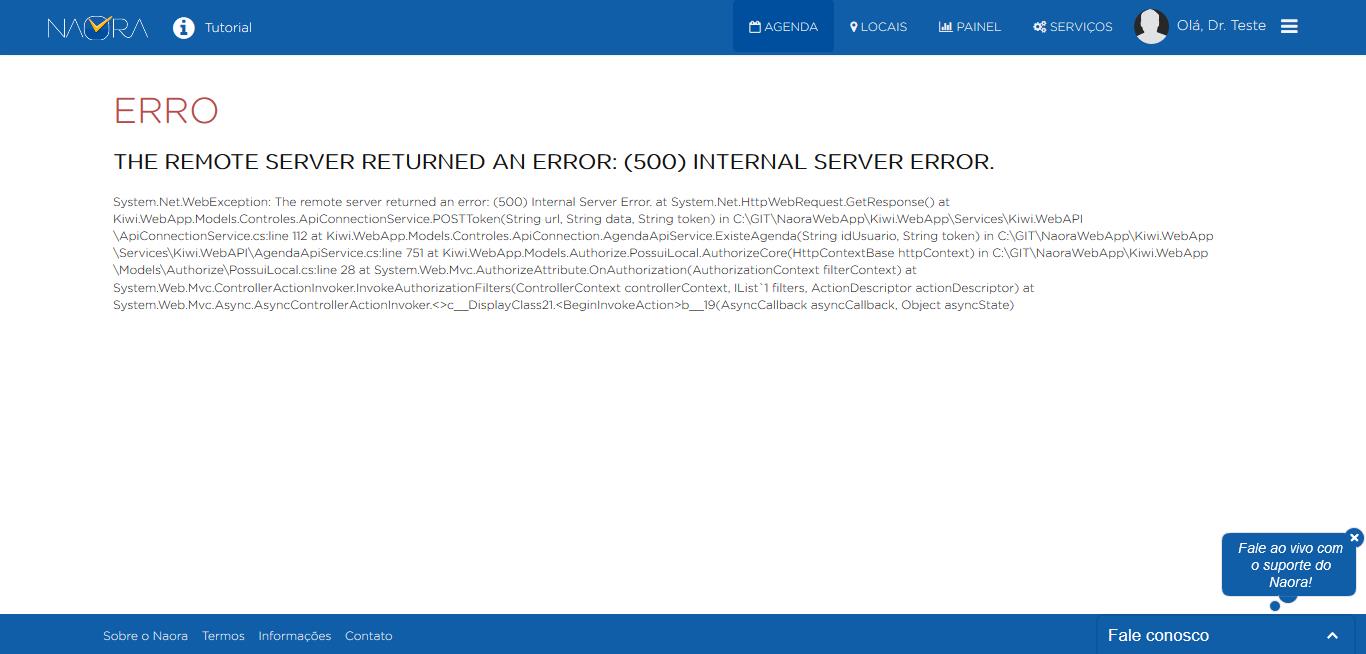 NAORA
Tutorial
AGENDA
LOCAIS
PAINEL
SERVIÇOS
Olá, Dr. Teste
ERRO
THE REMOTE SERVER RETURNED AN ERROR: (500) INTERNAL SERVER ERROR.
System.Net.WebException: The remote server returned an error: (500) Internal Server Error. at System.Net.HttpWebRequest.GetResponse() at
Kiwi.WebApp.Models.Controles.ApiConnectionService.POSTToken(String url, String data, String token) in C:\GIT\NaoraWebApp\Kiwi.WebApp\Services\Kiwi.WebAPI
\ApiConnectionService.cs:line 112 at Kiwi.WebApp.Models.Controles.ApiConnection.AgendaApiService.ExisteAgenda(String idUsuario, String token) in C:\GIT\NaoraWebApp\Kiwi.WebApp
\Services\Kiwi.WebAPI\AgendaApiService.cs:line 751 at Kiwi.WebApp.Models.Authorize.PossuiLocal.AuthorizeCore(HttpContextBase httpContext) in C:\GIT\NaoraWebApp\Kiwi.WebApp
\Models\Authorize\PossuiLocal.cs:line 28 at System.Web.Mvc.AuthorizeAttribute.OnAuthorization(AuthorizationContext filterContext) at
System.Web.Mvc.ControllerActionInvoker.InvokeAuthorizationFilters(ControllerContext controllerContext, IList`1 filters, ActionDescriptor actionDescriptor) at
System.Web.Mvc.Async.AsyncControllerActionInvoker.<>c__DisplayClass21.<BeginInvokeAction>b__19(AsyncCallback asyncCallback, Object asyncState)
Fale ao vivo com
o suporte do
Naora!
Sobre o Naora
Termos
Informações
Contato
Fale conosco